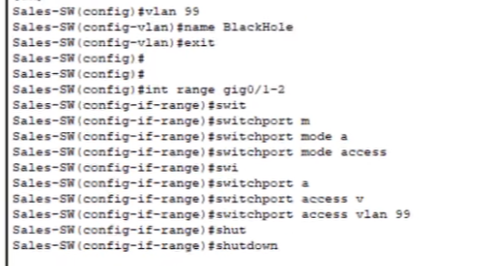 Sales-SW(config)#vlan 99
Sales-SW(config-vlan)#name BlackHole
Sales-SW(config-vlan)#exit
Sales-SW(config)#
Sales-SW(config)#
Sales-SW(config)#int range gig0/1-2
Sales-SW(config-if-range)#swit
Sales-SW(config-if-range)#switchport m
Sales-SW(config-if-range)#switchport mode a
Sales-SW(config-if-range)#switchport mode access
Sales-SW(config-if-range)#swi
Sales-SW(config-if-range)#switchport a
Sales-SW(config-if-range)#switchport access v
Sales-SW(config-if-range)#switchport access vlan 99
Sales-SW(config-if-range)#shut
Sales-SW(config-if-range)#shutdown